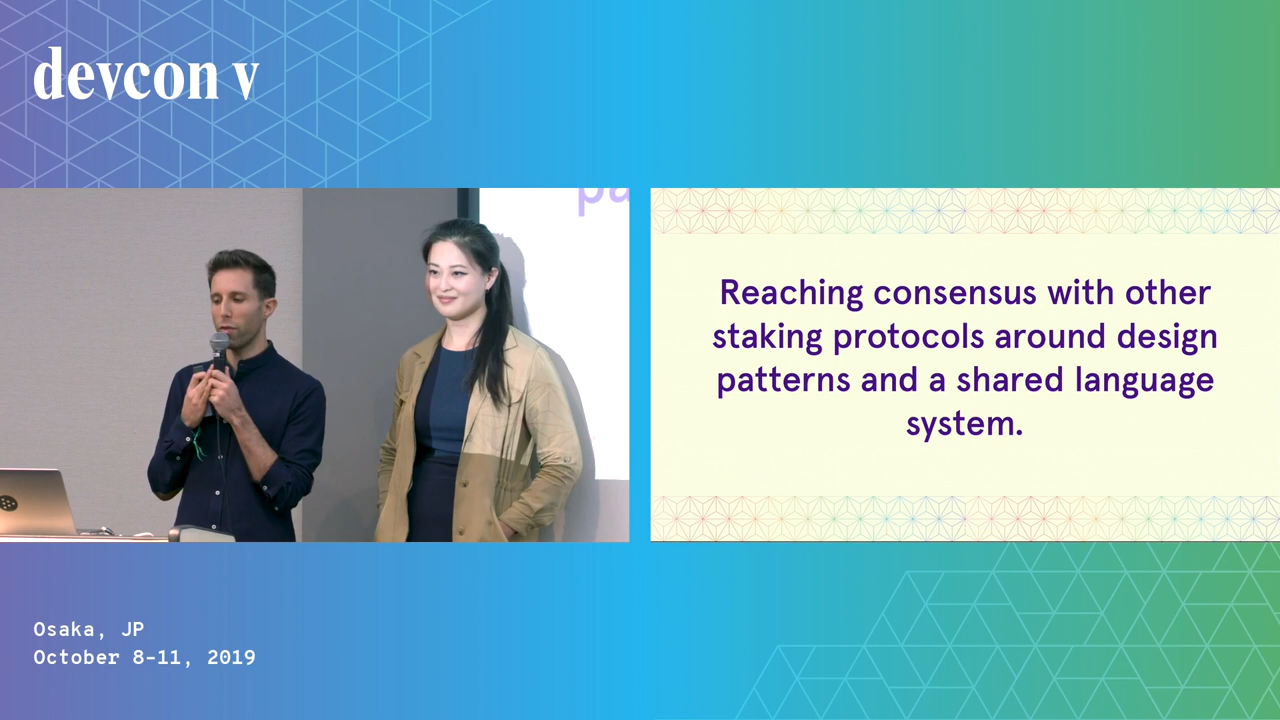 devcon v
pa
Reaching consensus with other
staking protocols around design
patterns and a shared language
system.
Osaka, JP
October 8-11, 2019